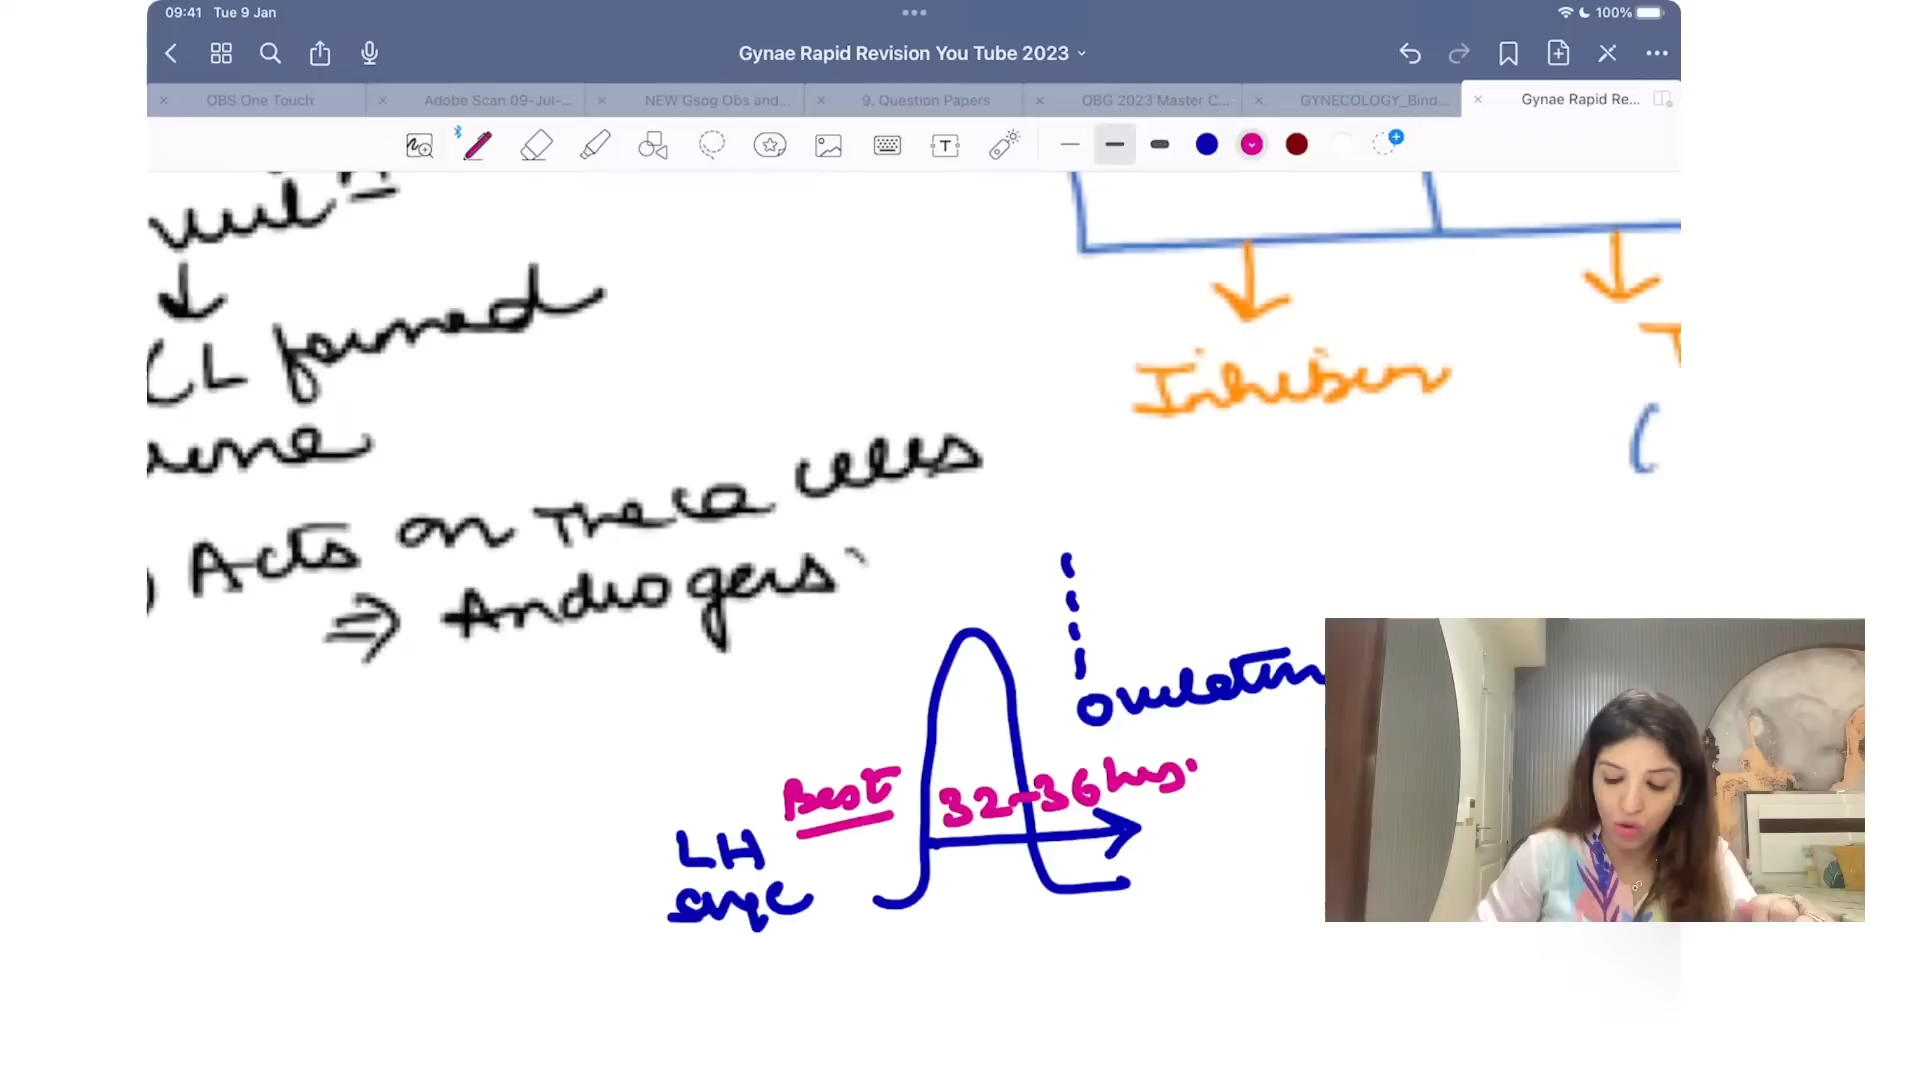 09:41 Tue 9 Jan
100%
Gynae Rapid Revision You Tube 2023
OBS One Touch
Adobe Scan 09-Jul-...
NEW Gsog Obs and...
9. Question Papers
OBG 2023 Master C...
GYNECOLOGY_Bind...
Gynae Rapid Re...
CL formed
Acts on Theca cells
⇒ Androgens
Inhibin
ovulation
Best 32-36 hrs.
LH
surge